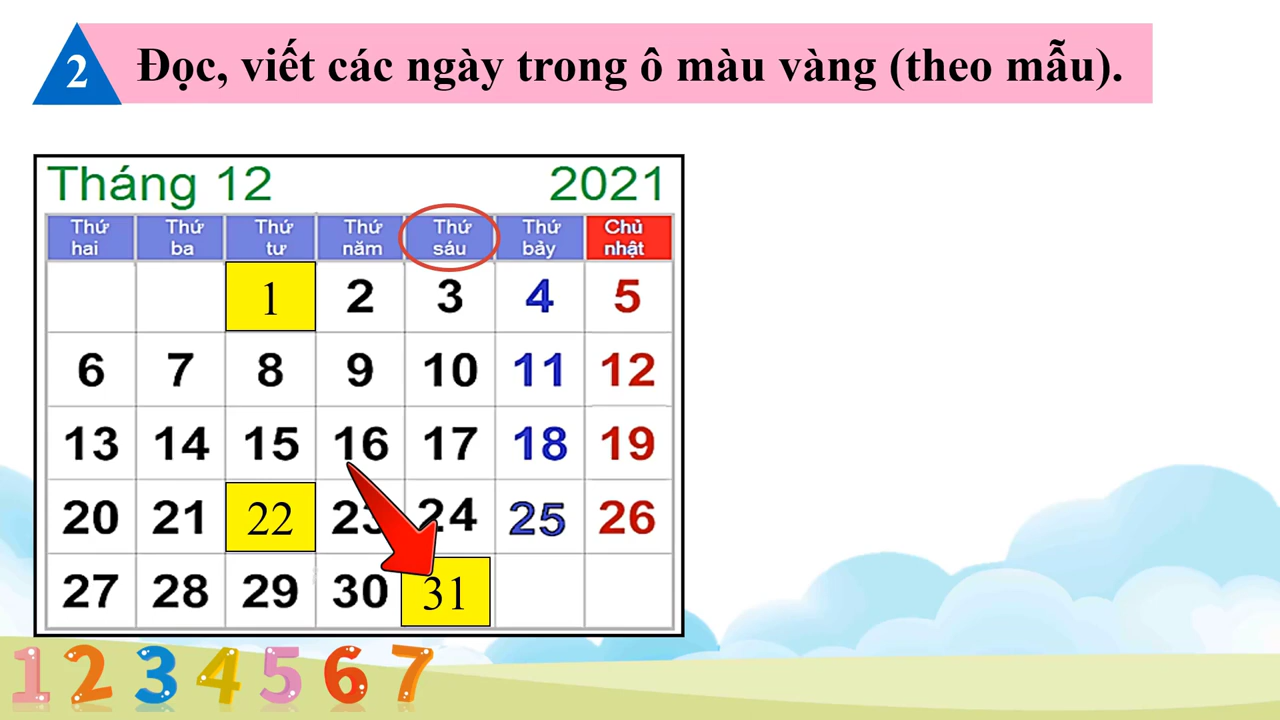 2 Đọc, viết các ngày trong ô màu vàng (theo mẫu).
Tháng 12 2021
Thứ hai Thứ ba Thứ tư Thứ năm Thứ sáu Thứ bảy Chủ nhật
1 2 3 4 5
6 7 8 9 10 11 12
13 14 15 16 17 18 19
20 21 22 23 24 25 26
27 28 29 30 31
1 2 3 4 5 6 7